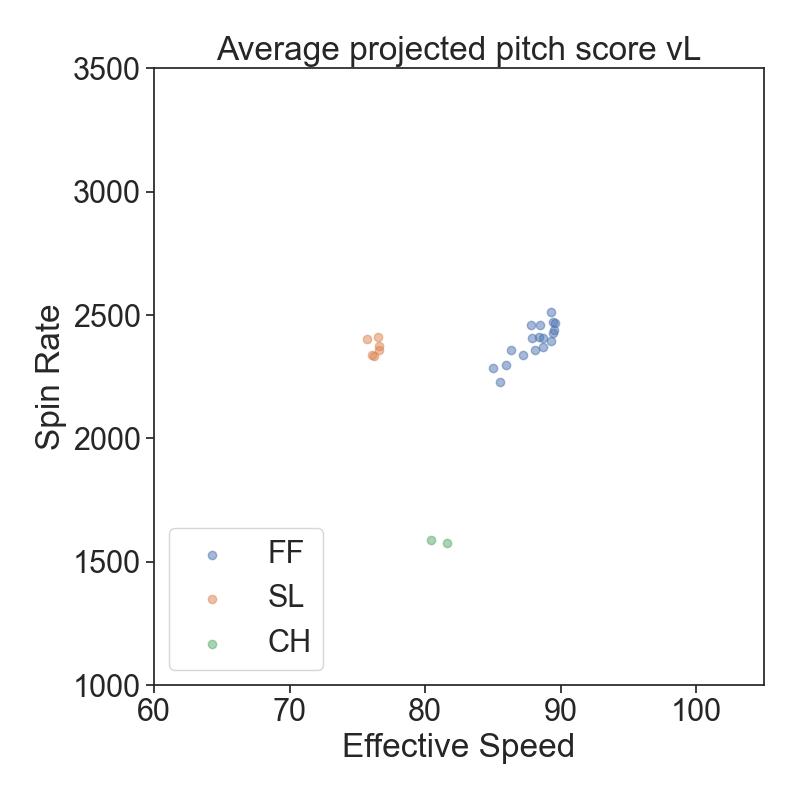 Average projected pitch score vL
3500
3000
2500
2000
1500
1000
Spin Rate
FF
SL
CH
60 70 80 90 100
Effective Speed